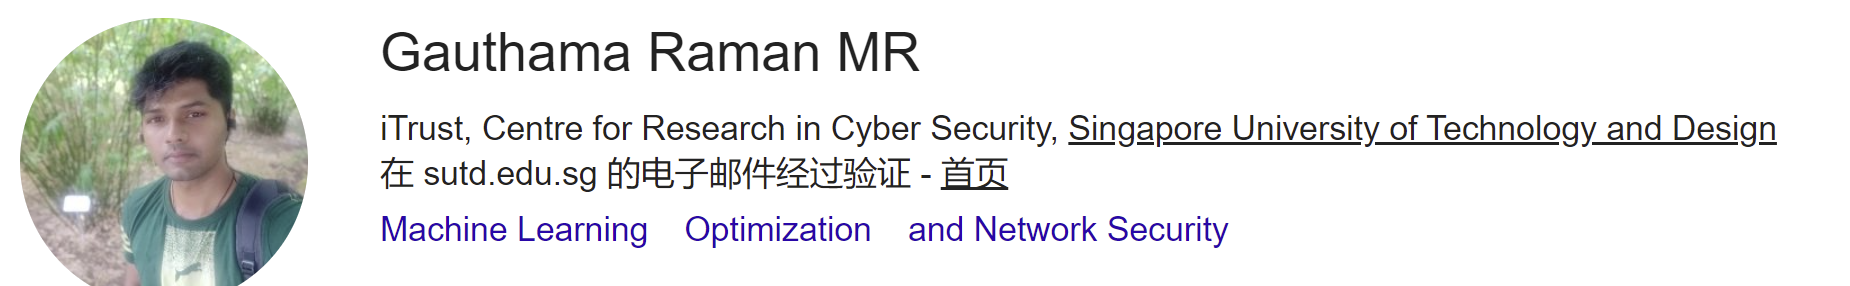 Gauthama Raman MR
iTrust, Centre for Research in Cyber Security, Singapore University of Technology and Design
在 sutd.edu.sg 的电子邮件经过验证 - 首页
Machine Learning Optimization and Network Security